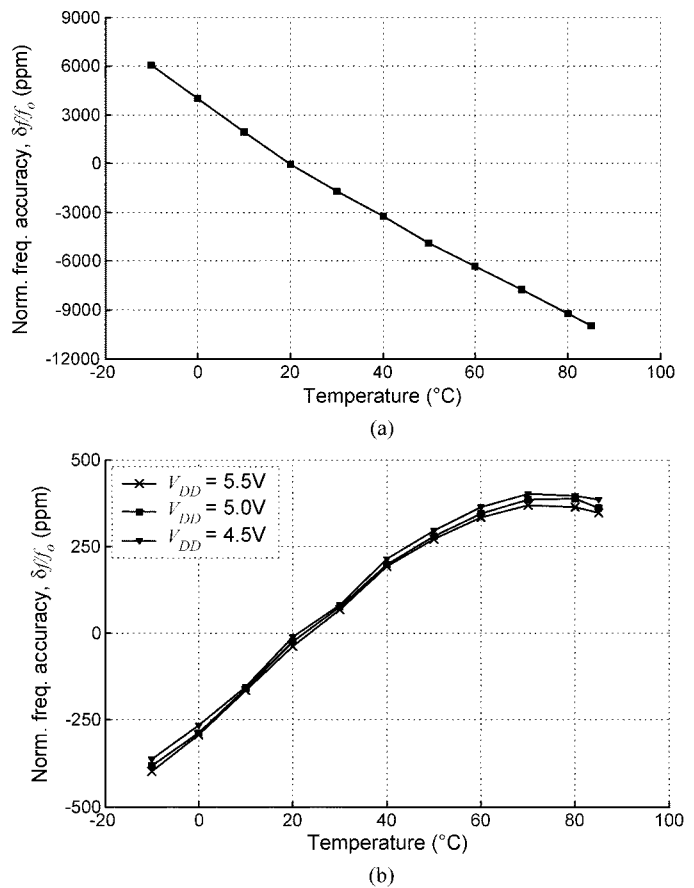 9000
6000
3000
0
-3000
-6000
-9000
-12000
Norm. freq. accuracy, δf/fo (ppm)
-20 0 20 40 60 80 100
Temperature (°C)
(a)
500
250
0
-250
-500
Norm. freq. accuracy, δf/fo (ppm)
VDD = 5.5V
VDD = 5.0V
VDD = 4.5V
-20 0 20 40 60 80 100
Temperature (°C)
(b)